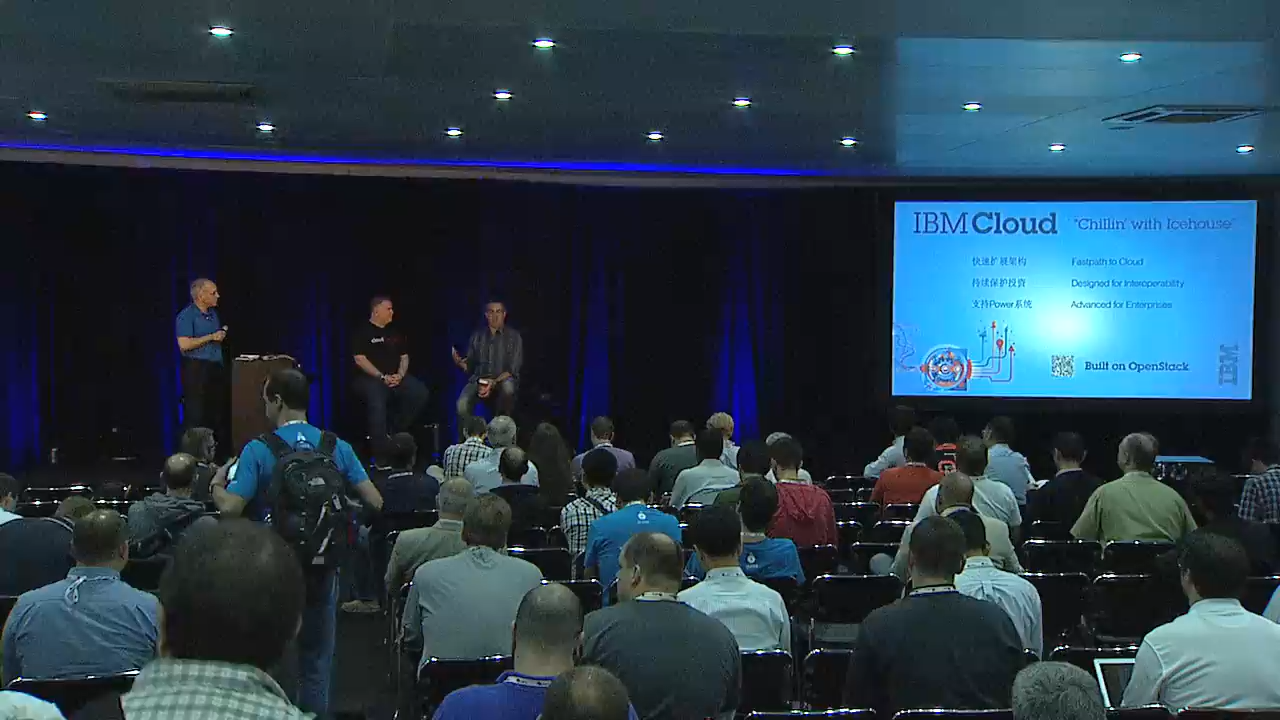 IBM Cloud "Chillin' with Icehouse"
快速扩展架构 Fastpath to Cloud
持续保护投资 Designed for Interoperability
支持Power系统 Advanced for Enterprises
Built on OpenStack
IBM
cloud